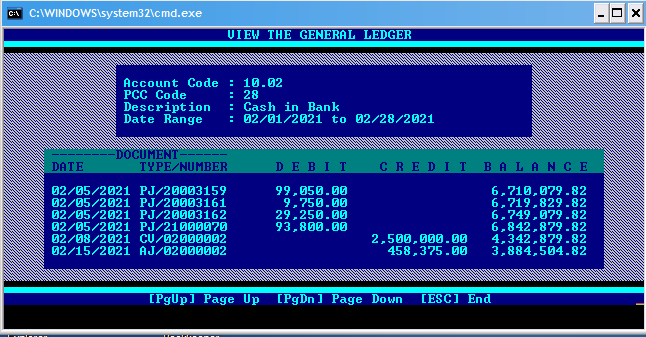 C:\WINDOWS\system32\cmd.exe
VIEW THE GENERAL LEDGER
Account Code : 10.02
PCC Code : 28
Description : Cash in Bank
Date Range : 02/01/2021 to 02/28/2021
--------DOCUMENT------
DATE TYPE/NUMBER D E B I T C R E D I T B A L A N C E
02/05/2021 PJ/20003159 99,050.00 6,710,079.82
02/05/2021 PJ/20003161 9,750.00 6,719,829.82
02/05/2021 PJ/20003162 29,250.00 6,749,079.82
02/05/2021 PJ/21000070 93,800.00 6,842,879.82
02/08/2021 CV/02000002 2,500,000.00 4,342,879.82
02/15/2021 AJ/02000002 458,375.00 3,884,504.82
[PgUp] Page Up [PgDn] Page Down [ESC] End